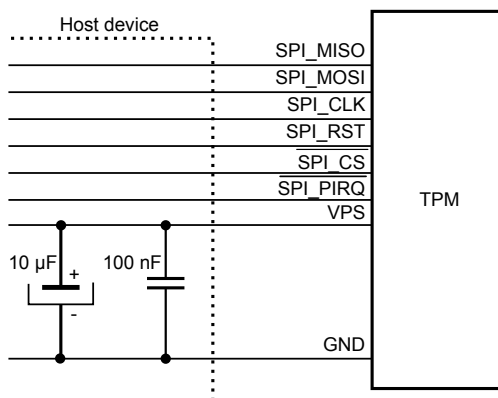 Host device
SPI_MISO
SPI_MOSI
SPI_CLK
SPI_RST
SPI_CS
SPI_PIRQ
VPS
TPM
10 µF
+
-
100 nF
GND